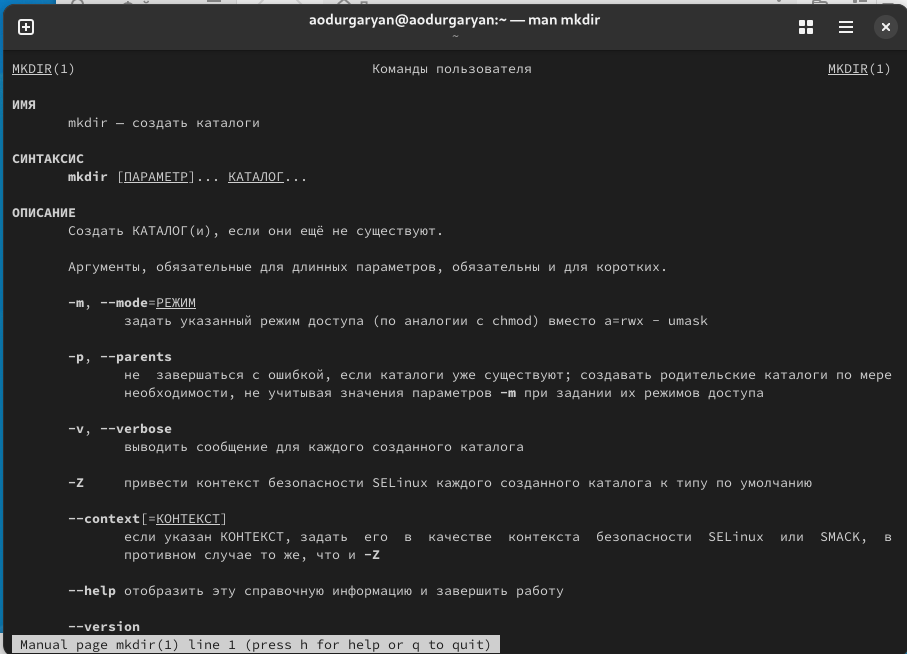 aodurgaryan@aodurgaryan:~ — man mkdir
~
MKDIR(1) Команды пользователя MKDIR(1)
ИМЯ
mkdir – создать каталоги
СИНТАКСИС
mkdir [ПАРАМЕТР]... КАТАЛОГ...
ОПИСАНИЕ
Создать КАТАЛОГ(и), если они ещё не существуют.
Аргументы, обязательные для длинных параметров, обязательны и для коротких.
-m, --mode=РЕЖИМ
задать указанный режим доступа (по аналогии с chmod) вместо a=rwx - umask
-p, --parents
не завершаться с ошибкой, если каталоги уже существуют; создавать родительские каталоги по мере
необходимости, не учитывая значения параметров -m при задании их режимов доступа
-v, --verbose
выводить сообщение для каждого созданного каталога
-Z привести контекст безопасности SELinux каждого созданного каталога к типу по умолчанию
--context[=КОНТЕКСТ]
если указан КОНТЕКСТ, задать его в качестве контекста безопасности SELinux или SMACK, в
противном случае то же, что и -Z
--help отобразить эту справочную информацию и завершить работу
--version
Manual page mkdir(1) line 1 (press h for help or q to quit)